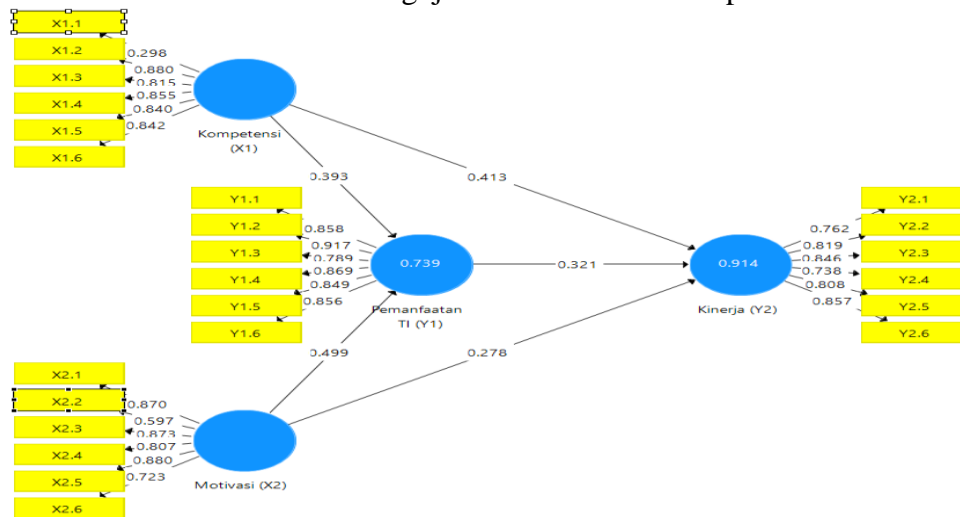 X1.1
X1.2
X1.3
X1.4
X1.5
X1.6
0.298
0.880
0.815
0.855
0.840
0.842
Kompetensi
(X1)
0.393
0.413
Y1.1
Y1.2
Y1.3
Y1.4
Y1.5
Y1.6
0.858
0.917
0.789
0.869
0.849
0.856
0.739
Pemanfaatan
TI (Y1)
0.321
0.914
Kinerja (Y2)
0.762
0.819
0.846
0.738
0.808
0.857
Y2.1
Y2.2
Y2.3
Y2.4
Y2.5
Y2.6
0.499
0.278
X2.1
X2.2
X2.3
X2.4
X2.5
X2.6
0.870
0.597
0.873
0.807
0.880
0.723
Motivasi (X2)